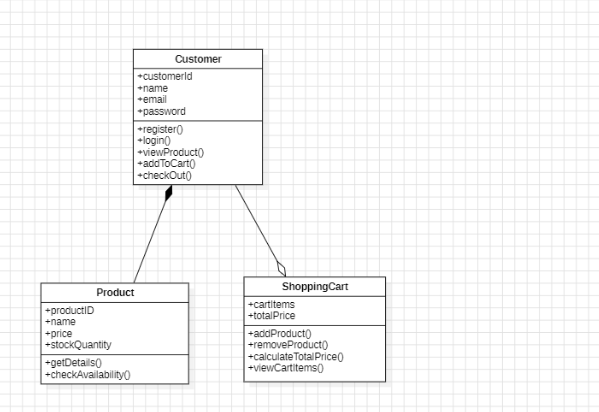 Customer
+customerId
+name
+email
+password
+register()
+login()
+viewProduct()
+addToCart()
+checkOut()
Product
+productID
+name
+price
+stockQuantity
+getDetails()
+checkAvailability()
ShoppingCart
+cartItems
+totalPrice
+addProduct()
+removeProduct()
+calculateTotalPrice()
+viewCartItems()